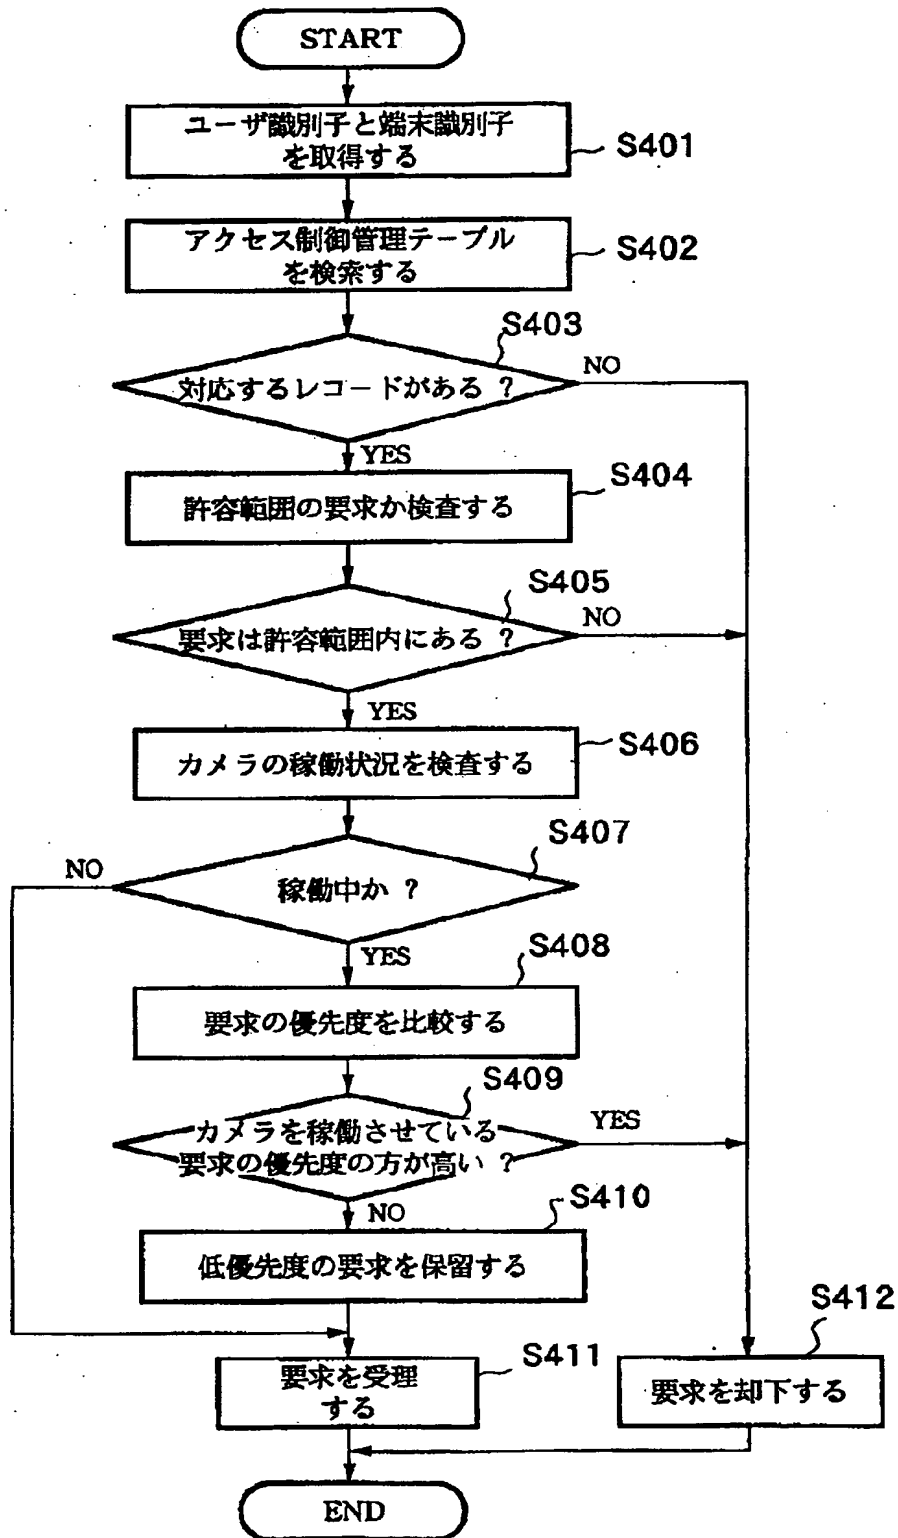 START
ユーザ識別子と端末識別子
を取得する
S401
アクセス制御管理テーブル
を検索する
S402
S403
対応するレコードがある ?
NO
YES
S404
許容範囲の要求か検査する
S405
要求は許容範囲内にある ?
NO
YES
カメラの稼働状況を検査する
S406
S407
NO
稼働中か ?
YES
S408
要求の優先度を比較する
S409
カメラを稼働させている
要求の優先度の方が高い ?
YES
NO
S410
低優先度の要求を保留する
S411
要求を受理
する
S412
要求を却下する
END